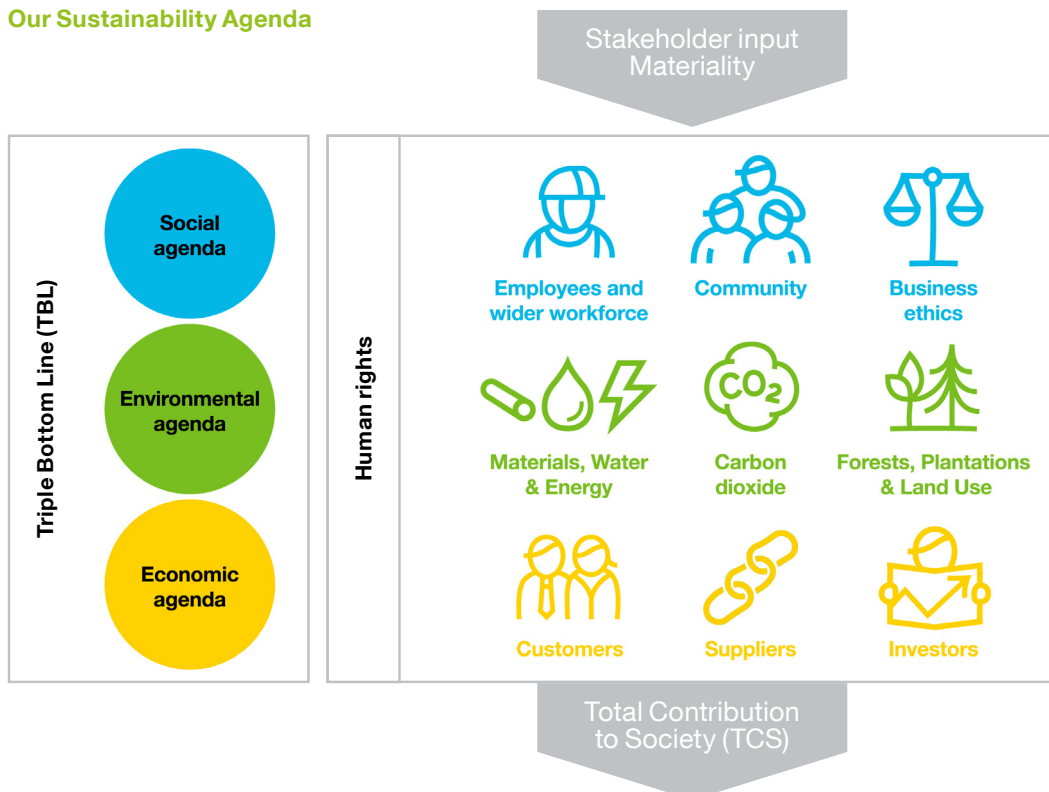 Our Sustainability Agenda
Stakeholder input
Materiality
Triple Bottom Line (TBL)
Social
agenda
Environmental
agenda
Economic
agenda
Human rights
Employees and
wider workforce
Community
Business
ethics
CO₂
Materials, Water
& Energy
Carbon
dioxide
Forests, Plantations
& Land Use
Customers
Suppliers
Investors
Total Contribution
to Society (TCS)